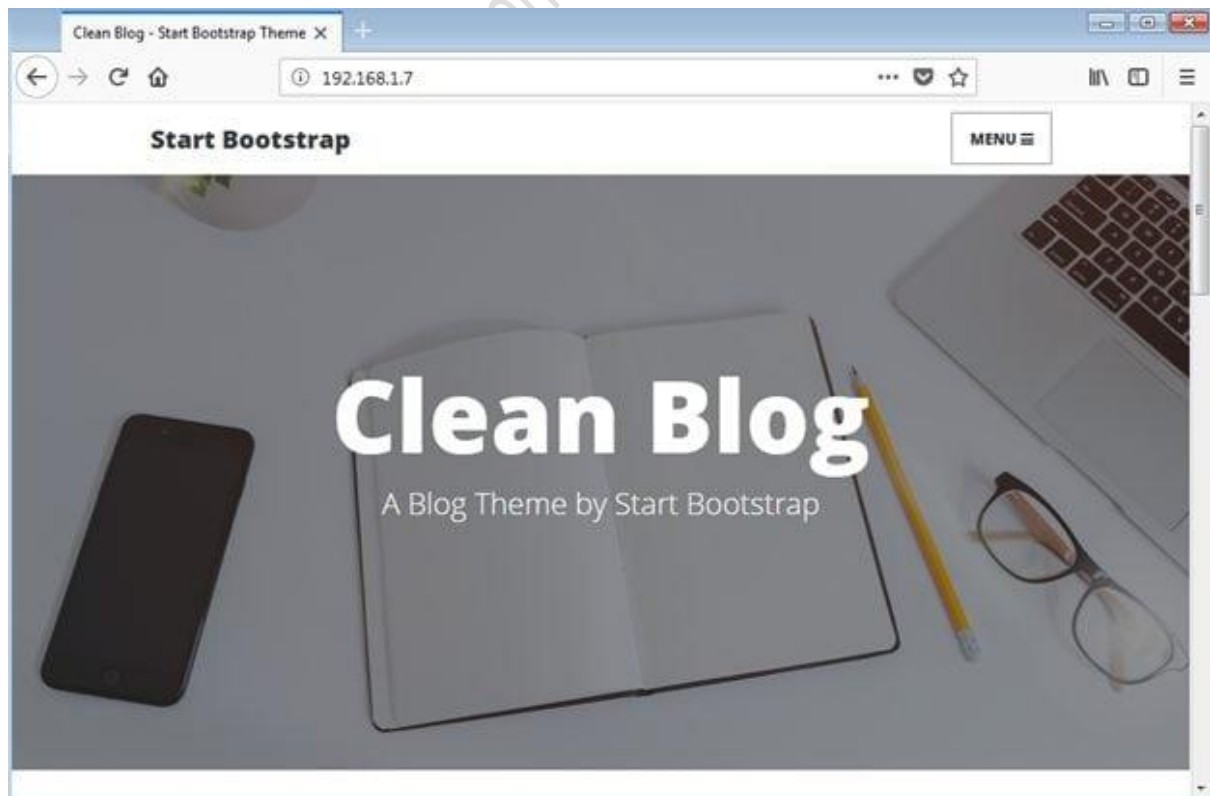 Clean Blog - Start Bootstrap Theme
192.168.1.7
Start Bootstrap
MENU
Clean Blog
A Blog Theme by Start Bootstrap